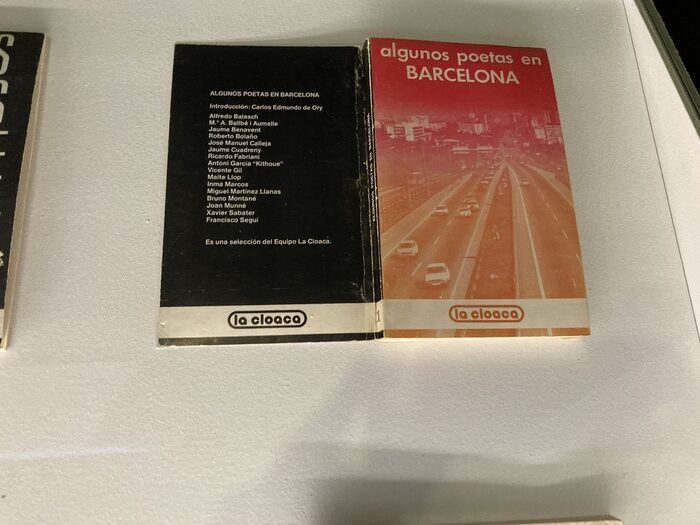 ALGUNOS POETAS EN BARCELONA
Introducción: Carlos Edmundo de Ory
Alfredo Balasch
M.ª A. Ballbé i Aumalle
Jaume Benavent
Roberto Bolaño
José Manuel Calleja
Jaume Cuadreny
Ricardo Fabriani
Antoni García "Kithoue"
Vicente Gil
Maite Llop
Inma Marcos
Miguel Martínez Llanas
Bruno Montané
Joan Munné
Xavier Sabater
Francisco Seguí
Es una selección del Equipo La Cloaca.
la cloaca
algunos poetas en
BARCELONA
la cloaca